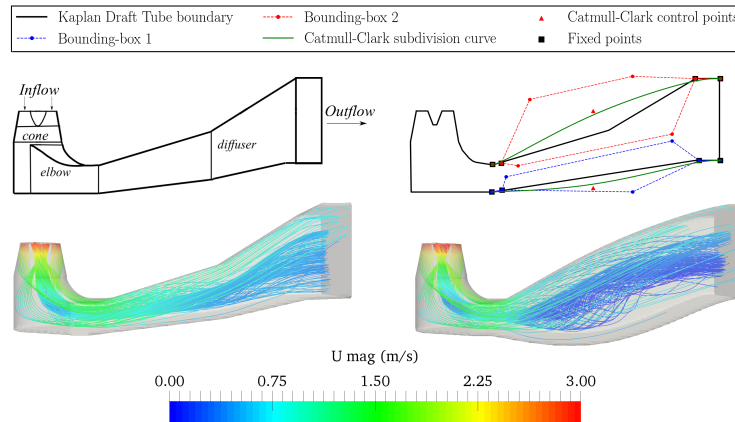 Kaplan Draft Tube boundary
Bounding-box 2
Catmull-Clark control points
Bounding-box 1
Catmull-Clark subdivision curve
Fixed points
Inflow
cone
elbow
diffuser
Outflow
U mag (m/s)
0.00 0.75 1.50 2.25 3.00